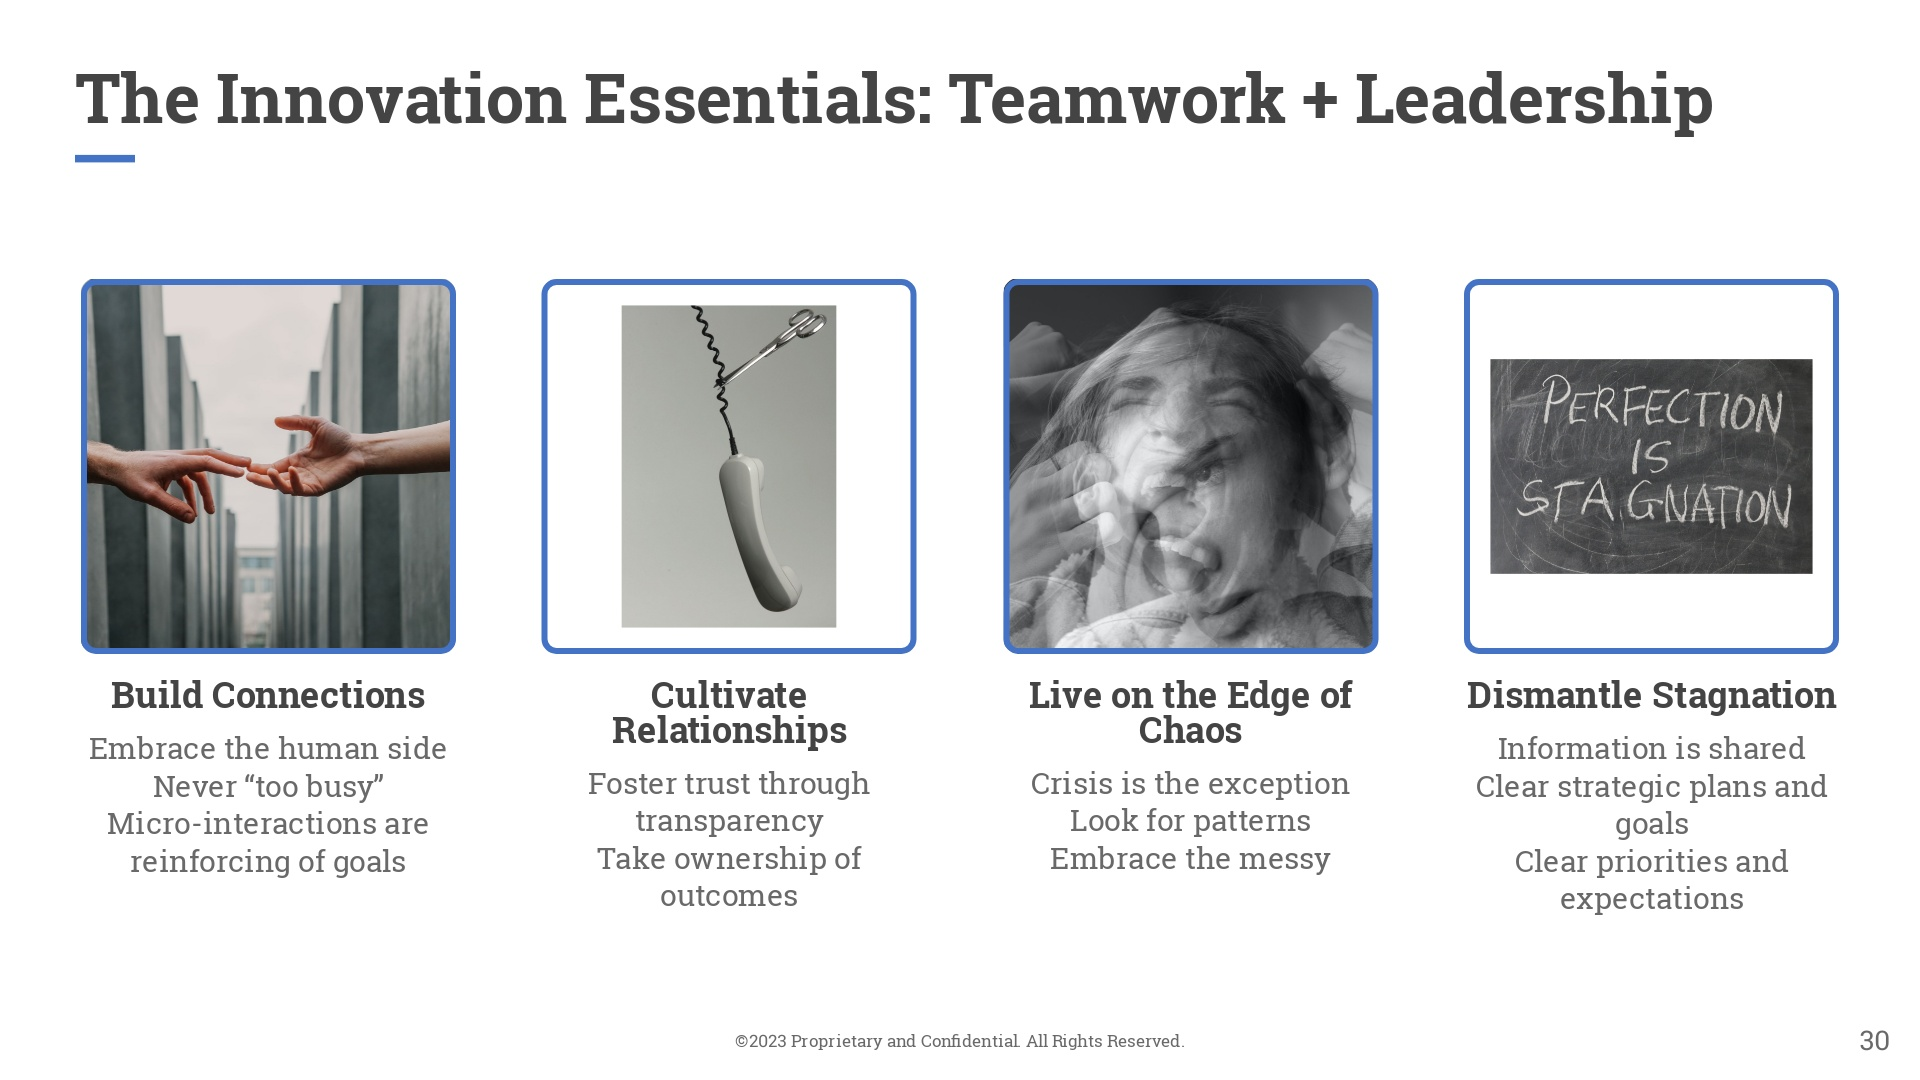 The Innovation Essentials: Teamwork + Leadership
PERFECTION
IS
STAGNATION
Build Connections
Embrace the human side
Never “too busy”
Micro-interactions are
reinforcing of goals
Cultivate
Relationships
Foster trust through
transparency
Take ownership of
outcomes
Live on the Edge of
Chaos
Crisis is the exception
Look for patterns
Embrace the messy
Dismantle Stagnation
Information is shared
Clear strategic plans and
goals
Clear priorities and
expectations
©2023 Proprietary and Confidential. All Rights Reserved.
30